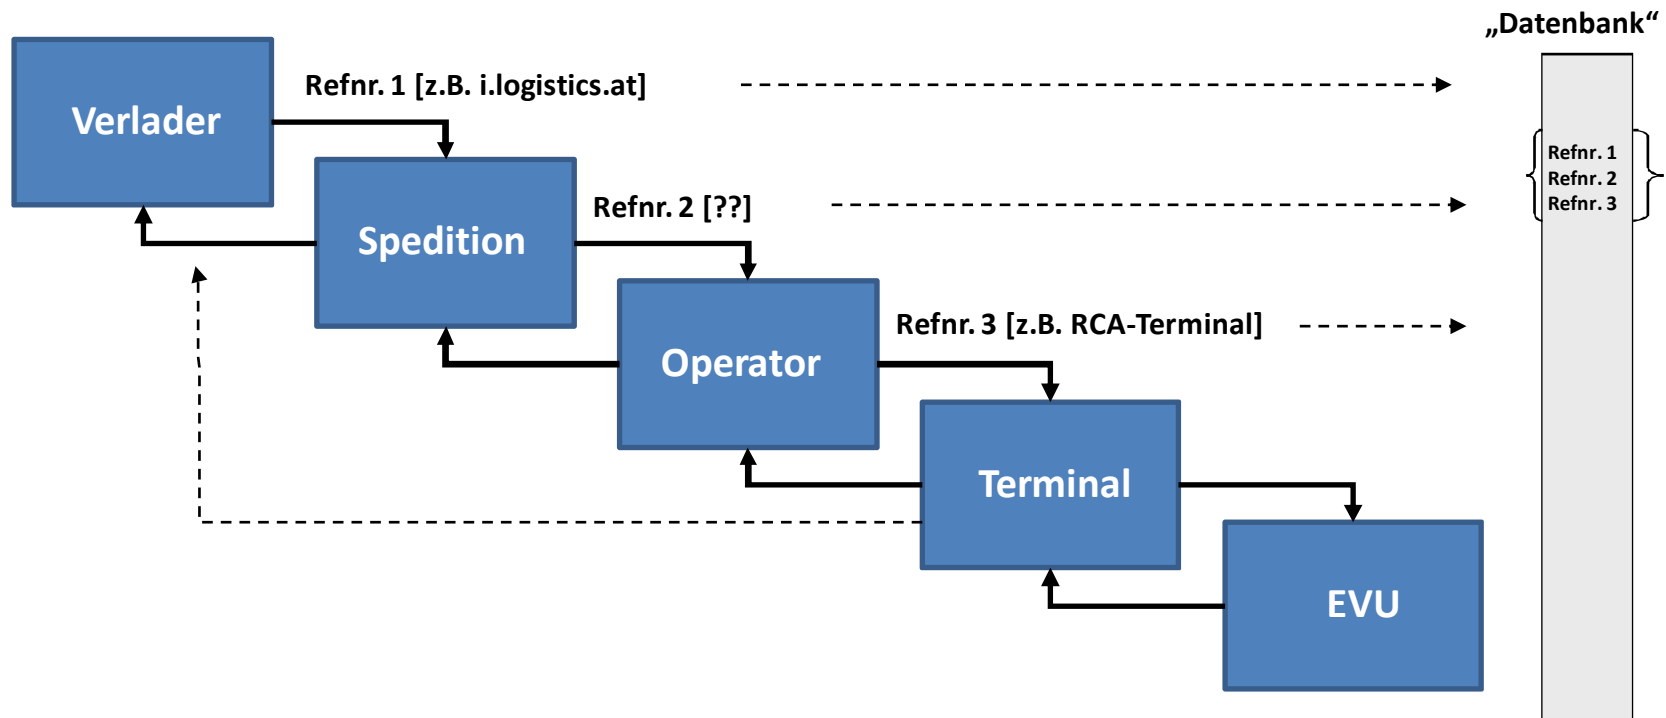 „Datenbank“
Verlader
Refnr. 1 [z.B. i.logistics.at]
Refnr. 1
Refnr. 2
Refnr. 3
Refnr. 2 [??]
Spedition
Refnr. 3 [z.B. RCA-Terminal]
Operator
Terminal
EVU